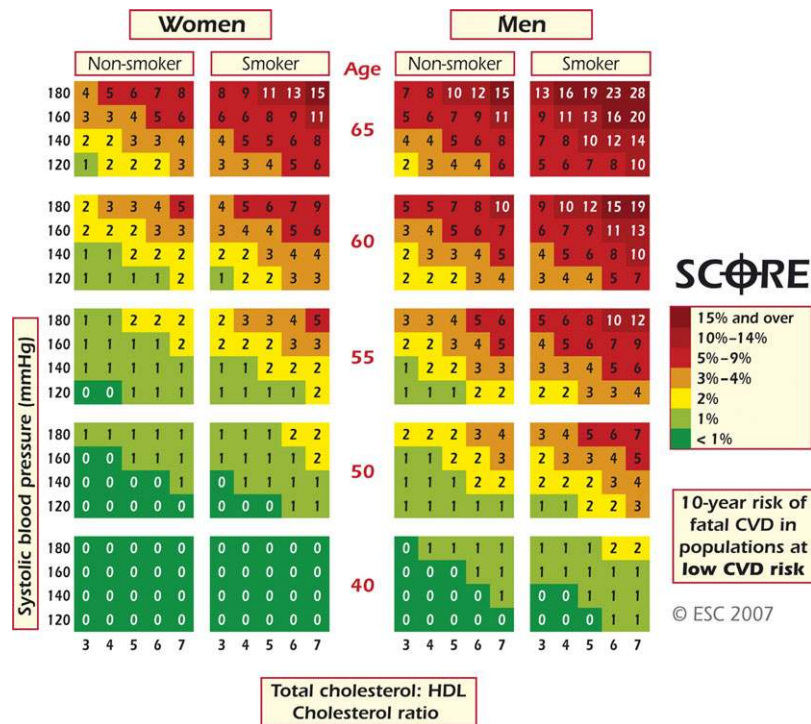 Women Men
Non-smoker Smoker Age Non-smoker Smoker
180 4 5 6 7 8 8 9 11 13 15 7 8 10 12 15 13 16 19 23 28
160 3 3 4 5 6 6 6 8 9 11 5 6 7 9 11 9 11 13 16 20
65
140 2 2 3 3 4 4 5 5 6 8 4 4 5 6 8 6 8 10 12 14
120 1 2 2 2 3 3 3 4 5 6 2 3 4 4 6 5 6 7 8 10
180 2 3 3 4 5 4 5 6 7 9 5 5 7 8 10 9 10 12 15 19
160 2 2 2 3 3 3 4 4 5 6 3 4 5 6 7 6 7 9 11 13
60
140 1 1 2 2 2 2 2 3 4 4 2 3 3 4 5 4 5 6 8 10
120 1 1 1 1 2 1 2 2 3 3 2 2 2 3 4 3 4 4 5 7
180 1 1 2 2 2 2 3 3 4 5 3 3 4 5 6 5 6 8 10 12
160 1 1 1 1 2 2 2 2 3 3 2 2 3 4 5 4 5 6 7 9
55
140 1 1 1 1 1 1 1 2 2 2 1 2 2 3 3 3 3 4 5 6
120 0 0 1 1 1 1 1 1 1 2 1 1 1 2 2 2 2 3 3 4
180 1 1 1 1 1 1 1 1 2 2 2 2 2 3 4 3 4 5 6 7
160 0 0 1 1 1 1 1 1 1 2 1 1 2 2 3 2 3 3 4 5
50
140 0 0 0 0 1 0 1 1 1 1 1 1 1 2 2 2 2 2 3 4
120 0 0 0 0 0 0 0 0 1 1 1 1 1 1 1 1 1 2 2 3
180 0 0 0 0 0 0 0 0 0 0 0 1 1 1 1 1 1 1 2 2
160 0 0 0 0 0 0 0 0 0 0 0 0 0 1 1 1 1 1 1 1
40
140 0 0 0 0 0 0 0 0 0 0 0 0 0 0 1 0 0 1 1 1
120 0 0 0 0 0 0 0 0 0 0 0 0 0 0 0 0 0 0 1 1
3 4 5 6 7 3 4 5 6 7 3 4 5 6 7 3 4 5 6 7
Systolic blood pressure (mmHg)
Total cholesterol: HDL
Cholesterol ratio
SCORE
15% and over
10%–14%
5%–9%
3%–4%
2%
1%
< 1%
10-year risk of
fatal CVD in
populations at
low CVD risk
© ESC 2007